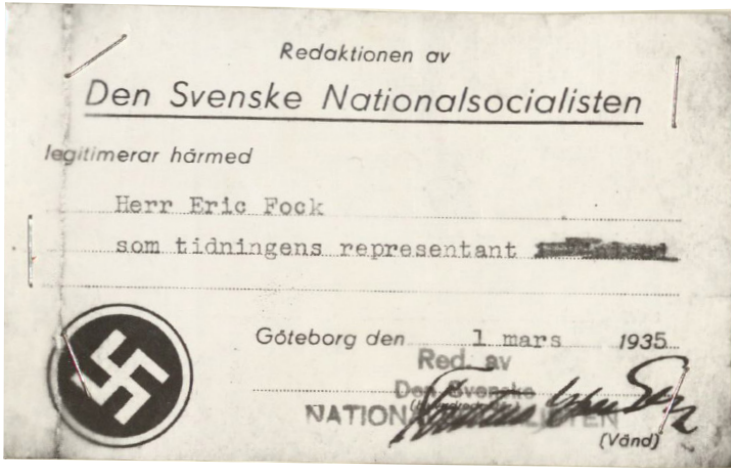 Redaktionen av
Den Svenske Nationalsocialisten
legitimerar härmed
Herr Eric Fock
som tidningens representant
Göteborg den 1 mars 1935
Red. av
Den Svenske
NATIONALSOCIALISTEN
(Vänd)